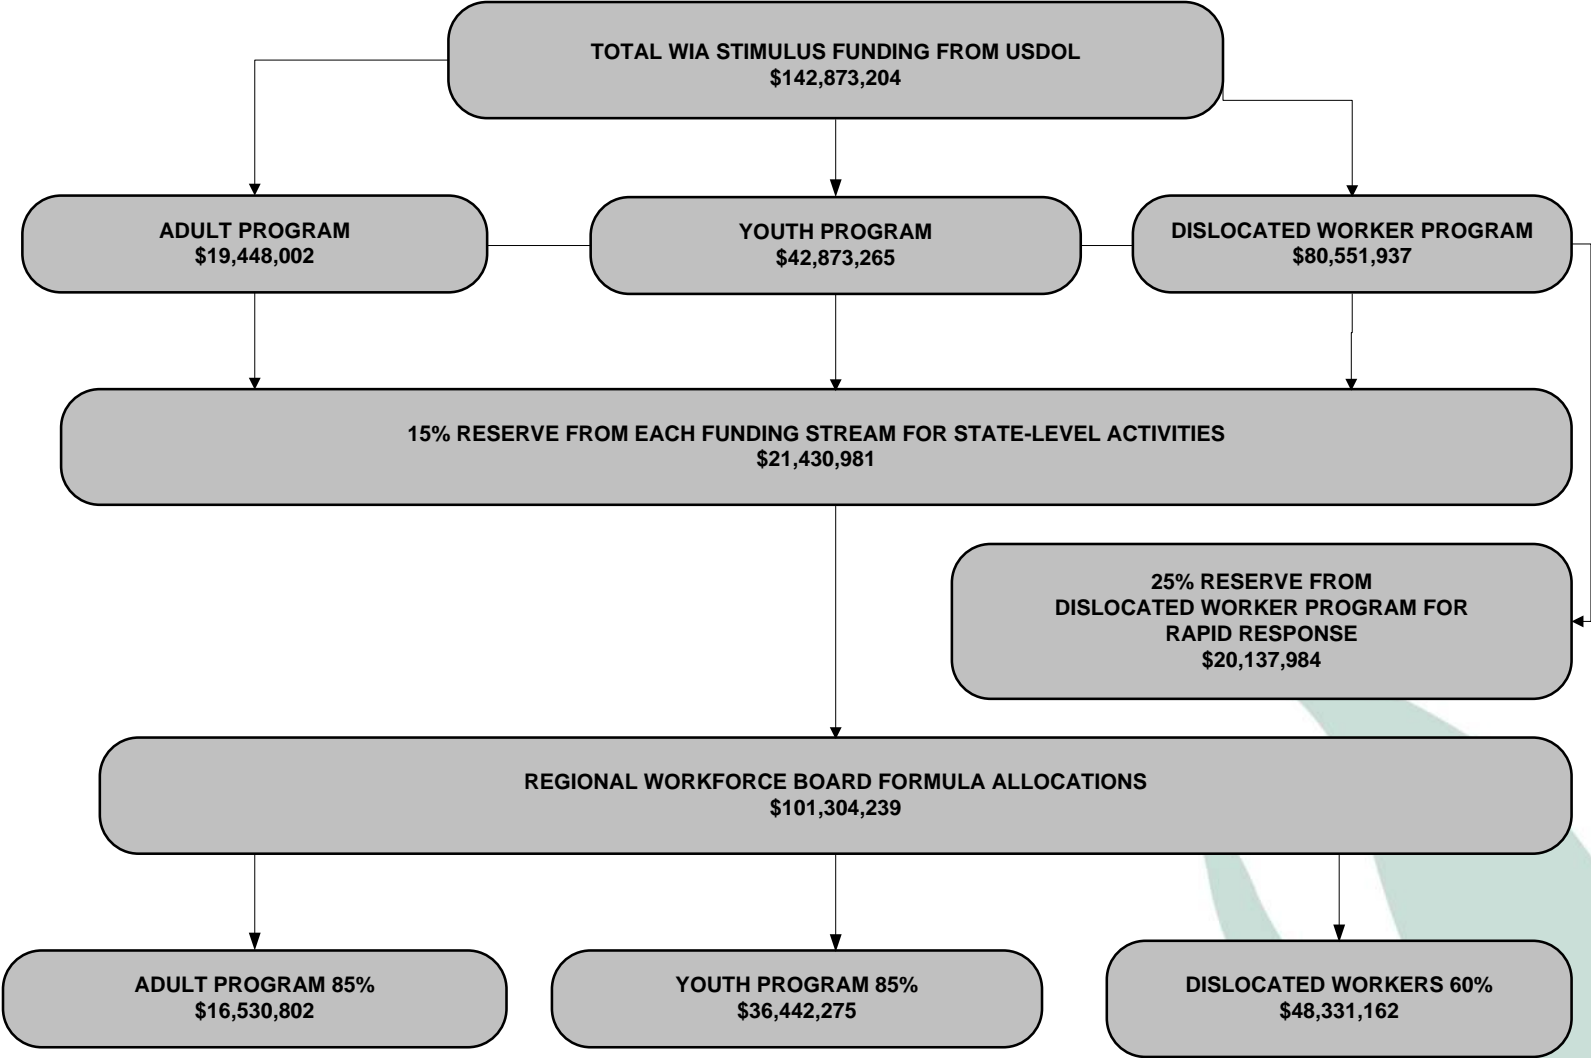 TOTAL WIA STIMULUS FUNDING FROM USDOL
$142,873,204
ADULT PROGRAM
$19,448,002
YOUTH PROGRAM
$42,873,265
DISLOCATED WORKER PROGRAM
$80,551,937
15% RESERVE FROM EACH FUNDING STREAM FOR STATE-LEVEL ACTIVITIES
$21,430,981
25% RESERVE FROM
DISLOCATED WORKER PROGRAM FOR
RAPID RESPONSE
$20,137,984
REGIONAL WORKFORCE BOARD FORMULA ALLOCATIONS
$101,304,239
ADULT PROGRAM 85%
$16,530,802
YOUTH PROGRAM 85%
$36,442,275
DISLOCATED WORKERS 60%
$48,331,162